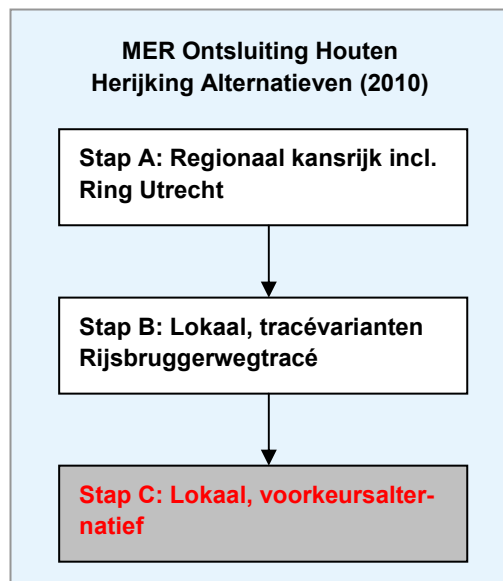 MER Ontsluiting Houten
Herijking Alternatieven (2010)
Stap A: Regionaal kansrijk incl.
Ring Utrecht
Stap B: Lokaal, tracévarianten
Rijsbruggerwegtracé
Stap C: Lokaal, voorkeursalter-
natief